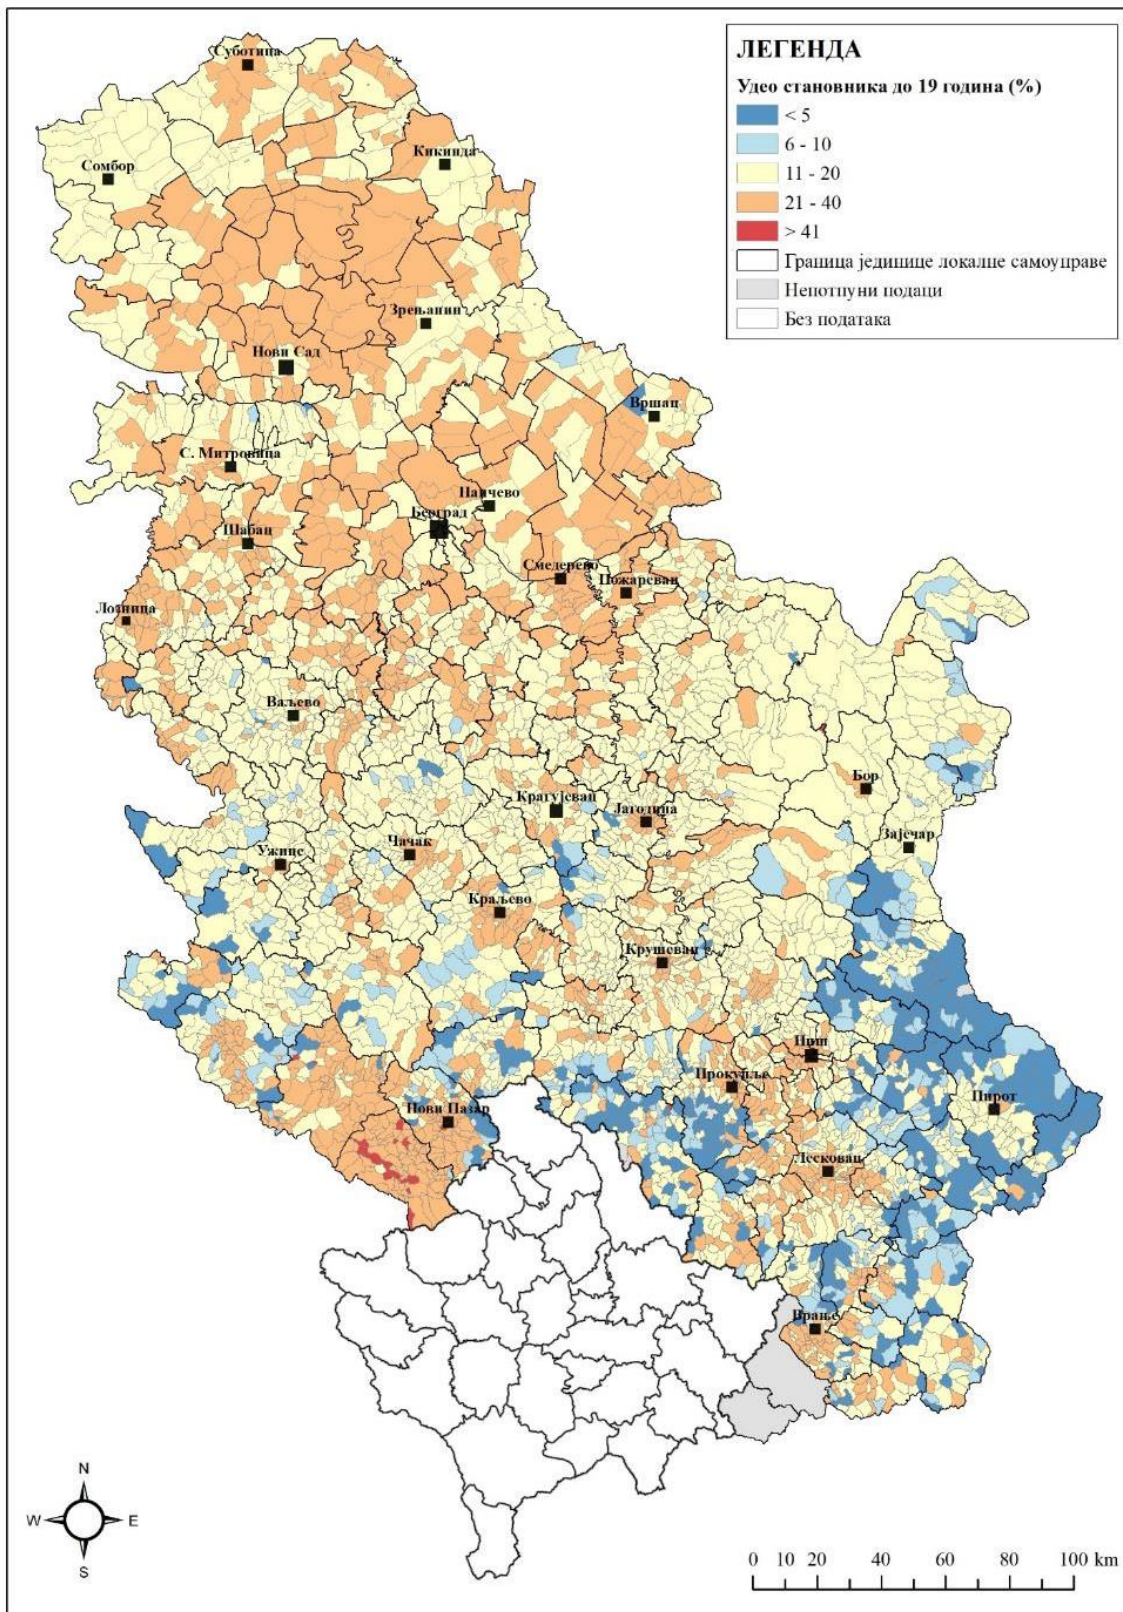 ЛЕГЕНДА
Удео становника до 19 година (%)
< 5
6 - 10
11 - 20
21 - 40
> 41
Граница јединице локалне самоуправе
Непотпуни подаци
Без података
Суботица
Сомбор
Кикинда
Зрењанин
Нови Сад
Вршац
С. Митровица
Панчево
Београд
Шабац
Смедерево
Пожаревац
Лозница
Ваљево
Бор
Крагујевац
Јагодина
Зајечар
Чачак
Ужице
Краљево
Крушевац
Ниш
Прокупље
Пирот
Нови Пазар
Лесковац
Врање
N
W
E
S
0 10 20 40 60 80 100 km